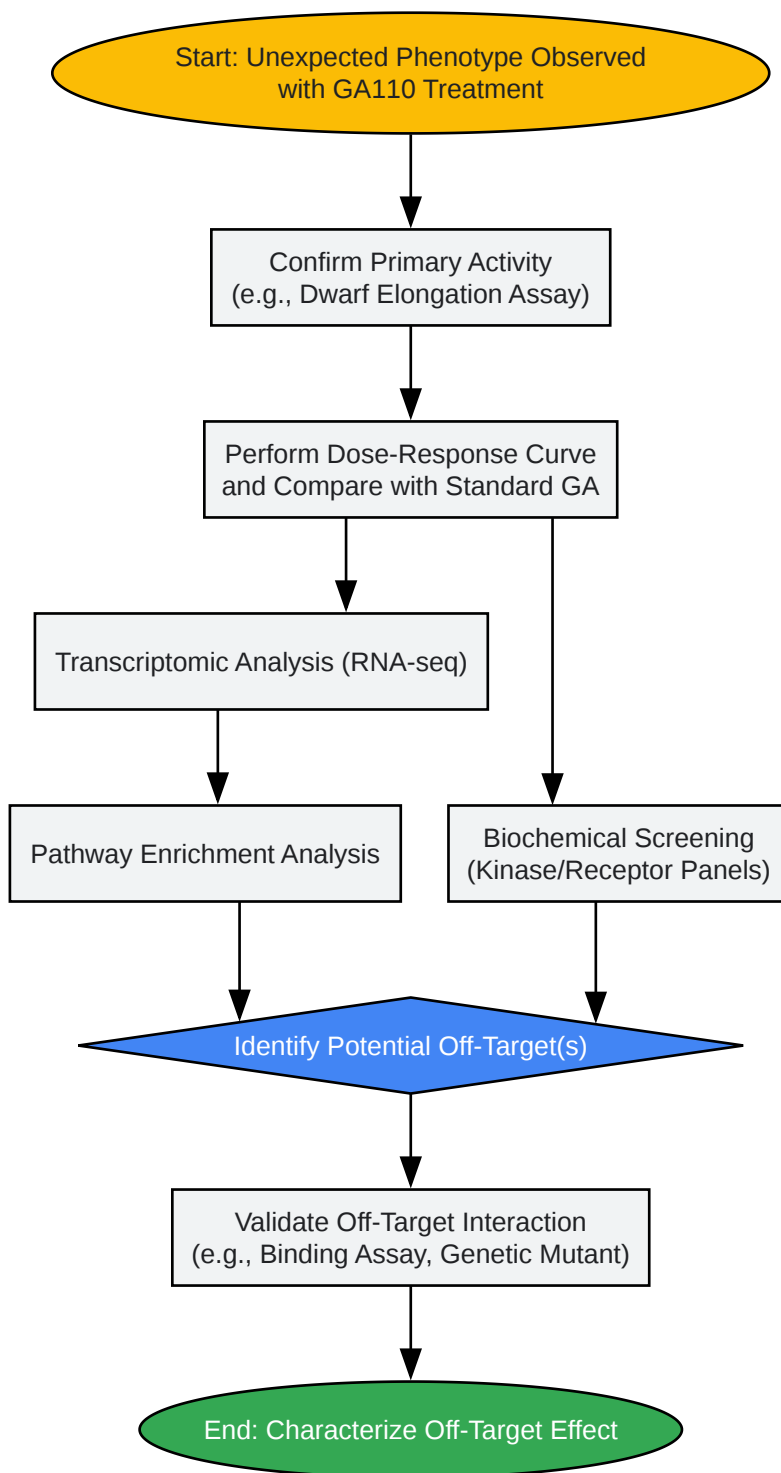 Start: Unexpected Phenotype Observed
with GA110 Treatment
Confirm Primary Activity
(e.g., Dwarf Elongation Assay)
Perform Dose-Response Curve
and Compare with Standard GA
Transcriptomic Analysis (RNA-seq)
Pathway Enrichment Analysis
Biochemical Screening
(Kinase/Receptor Panels)
Identify Potential Off-Target(s)
Validate Off-Target Interaction
(e.g., Binding Assay, Genetic Mutant)
End: Characterize Off-Target Effect